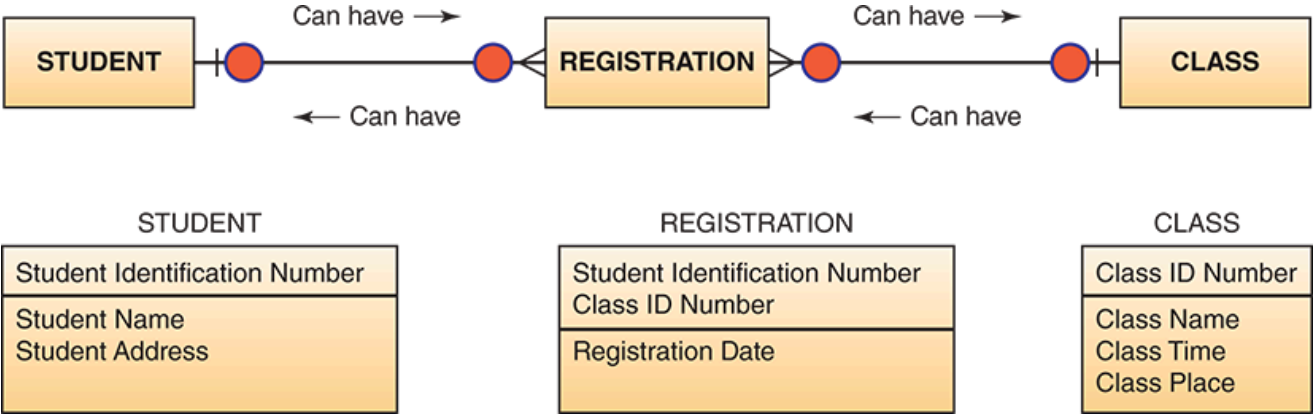 Can have → Can have →
STUDENT REGISTRATION CLASS
← Can have ← Can have
STUDENT
Student Identification Number
Student Name
Student Address
REGISTRATION
Student Identification Number
Class ID Number
Registration Date
CLASS
Class ID Number
Class Name
Class Time
Class Place